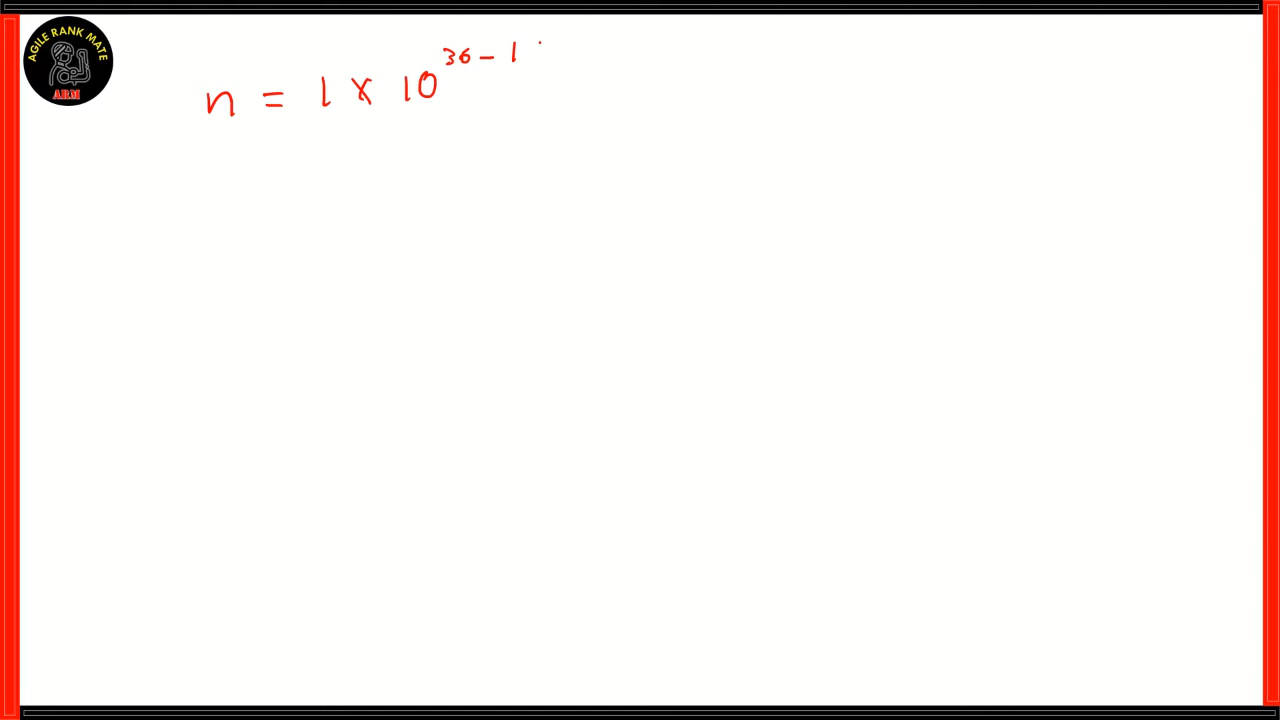 AGILE RANK MATE
ARM
n = 1 × 10^{36 - 1}